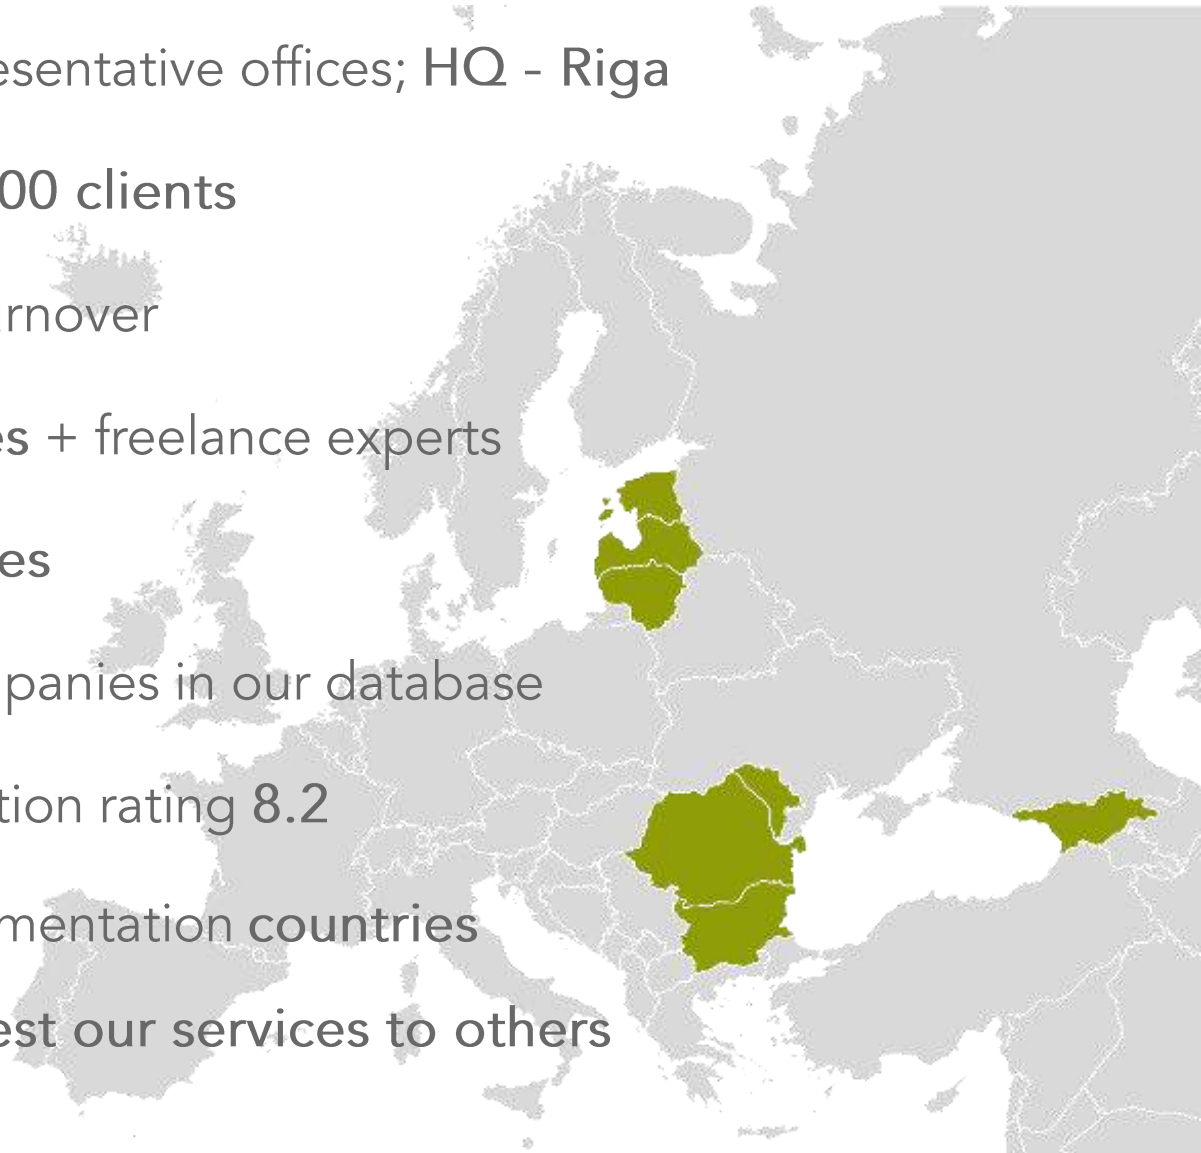 esentative offices; HQ - Riga
00 clients
rnover
es + freelance experts
es
panies in our database
tion rating 8.2
mentation countries
est our services to others